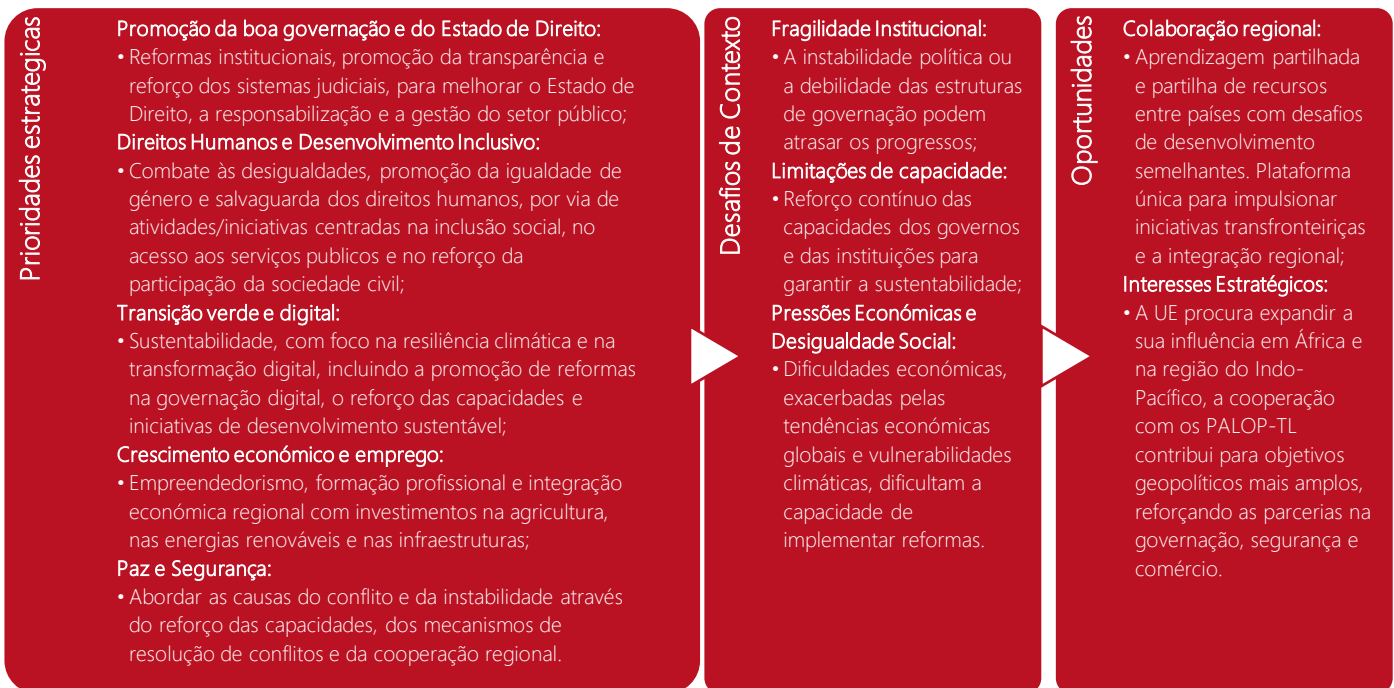 Prioridades estrategicas
Promoção da boa governação e do Estado de Direito:
• Reformas institucionais, promoção da transparência e
reforço dos sistemas judiciais, para melhorar o Estado de
Direito, a responsabilização e a gestão do setor público;
Direitos Humanos e Desenvolvimento Inclusivo:
• Combate às desigualdades, promoção da igualdade de
género e salvaguarda dos direitos humanos, por via de
atividades/iniciativas centradas na inclusão social, no
acesso aos serviços publicos e no reforço da
participação da sociedade civil;
Transição verde e digital:
• Sustentabilidade, com foco na resiliência climática e na
transformação digital, incluindo a promoção de reformas
na governação digital, o reforço das capacidades e
iniciativas de desenvolvimento sustentável;
Crescimento económico e emprego:
• Empreendedorismo, formação profissional e integração
económica regional com investimentos na agricultura,
nas energias renováveis e nas infraestruturas;
Paz e Segurança:
• Abordar as causas do conflito e da instabilidade através
do reforço das capacidades, dos mecanismos de
resolução de conflitos e da cooperação regional.
Desafios de Contexto
Fragilidade Institucional:
• A instabilidade política ou
a debilidade das estruturas
de governação podem
atrasar os progressos;
Limitações de capacidade:
• Reforço contínuo das
capacidades dos governos
e das instituições para
garantir a sustentabilidade;
Pressões Económicas e
Desigualdade Social:
• Dificuldades económicas,
exacerbadas pelas
tendências económicas
globais e vulnerabilidades
climáticas, dificultam a
capacidade de
implementar reformas.
Oportunidades
Colaboração regional:
• Aprendizagem partilhada
e partilha de recursos
entre países com desafios
de desenvolvimento
semelhantes. Plataforma
única para impulsionar
iniciativas transfronteiriças
e a integração regional;
Interesses Estratégicos:
• A UE procura expandir a
sua influência em África e
na região do Indo-
Pacífico, a cooperação
com os PALOP-TL
contribui para objetivos
geopolíticos mais amplos,
reforçando as parcerias na
governação, segurança e
comércio.